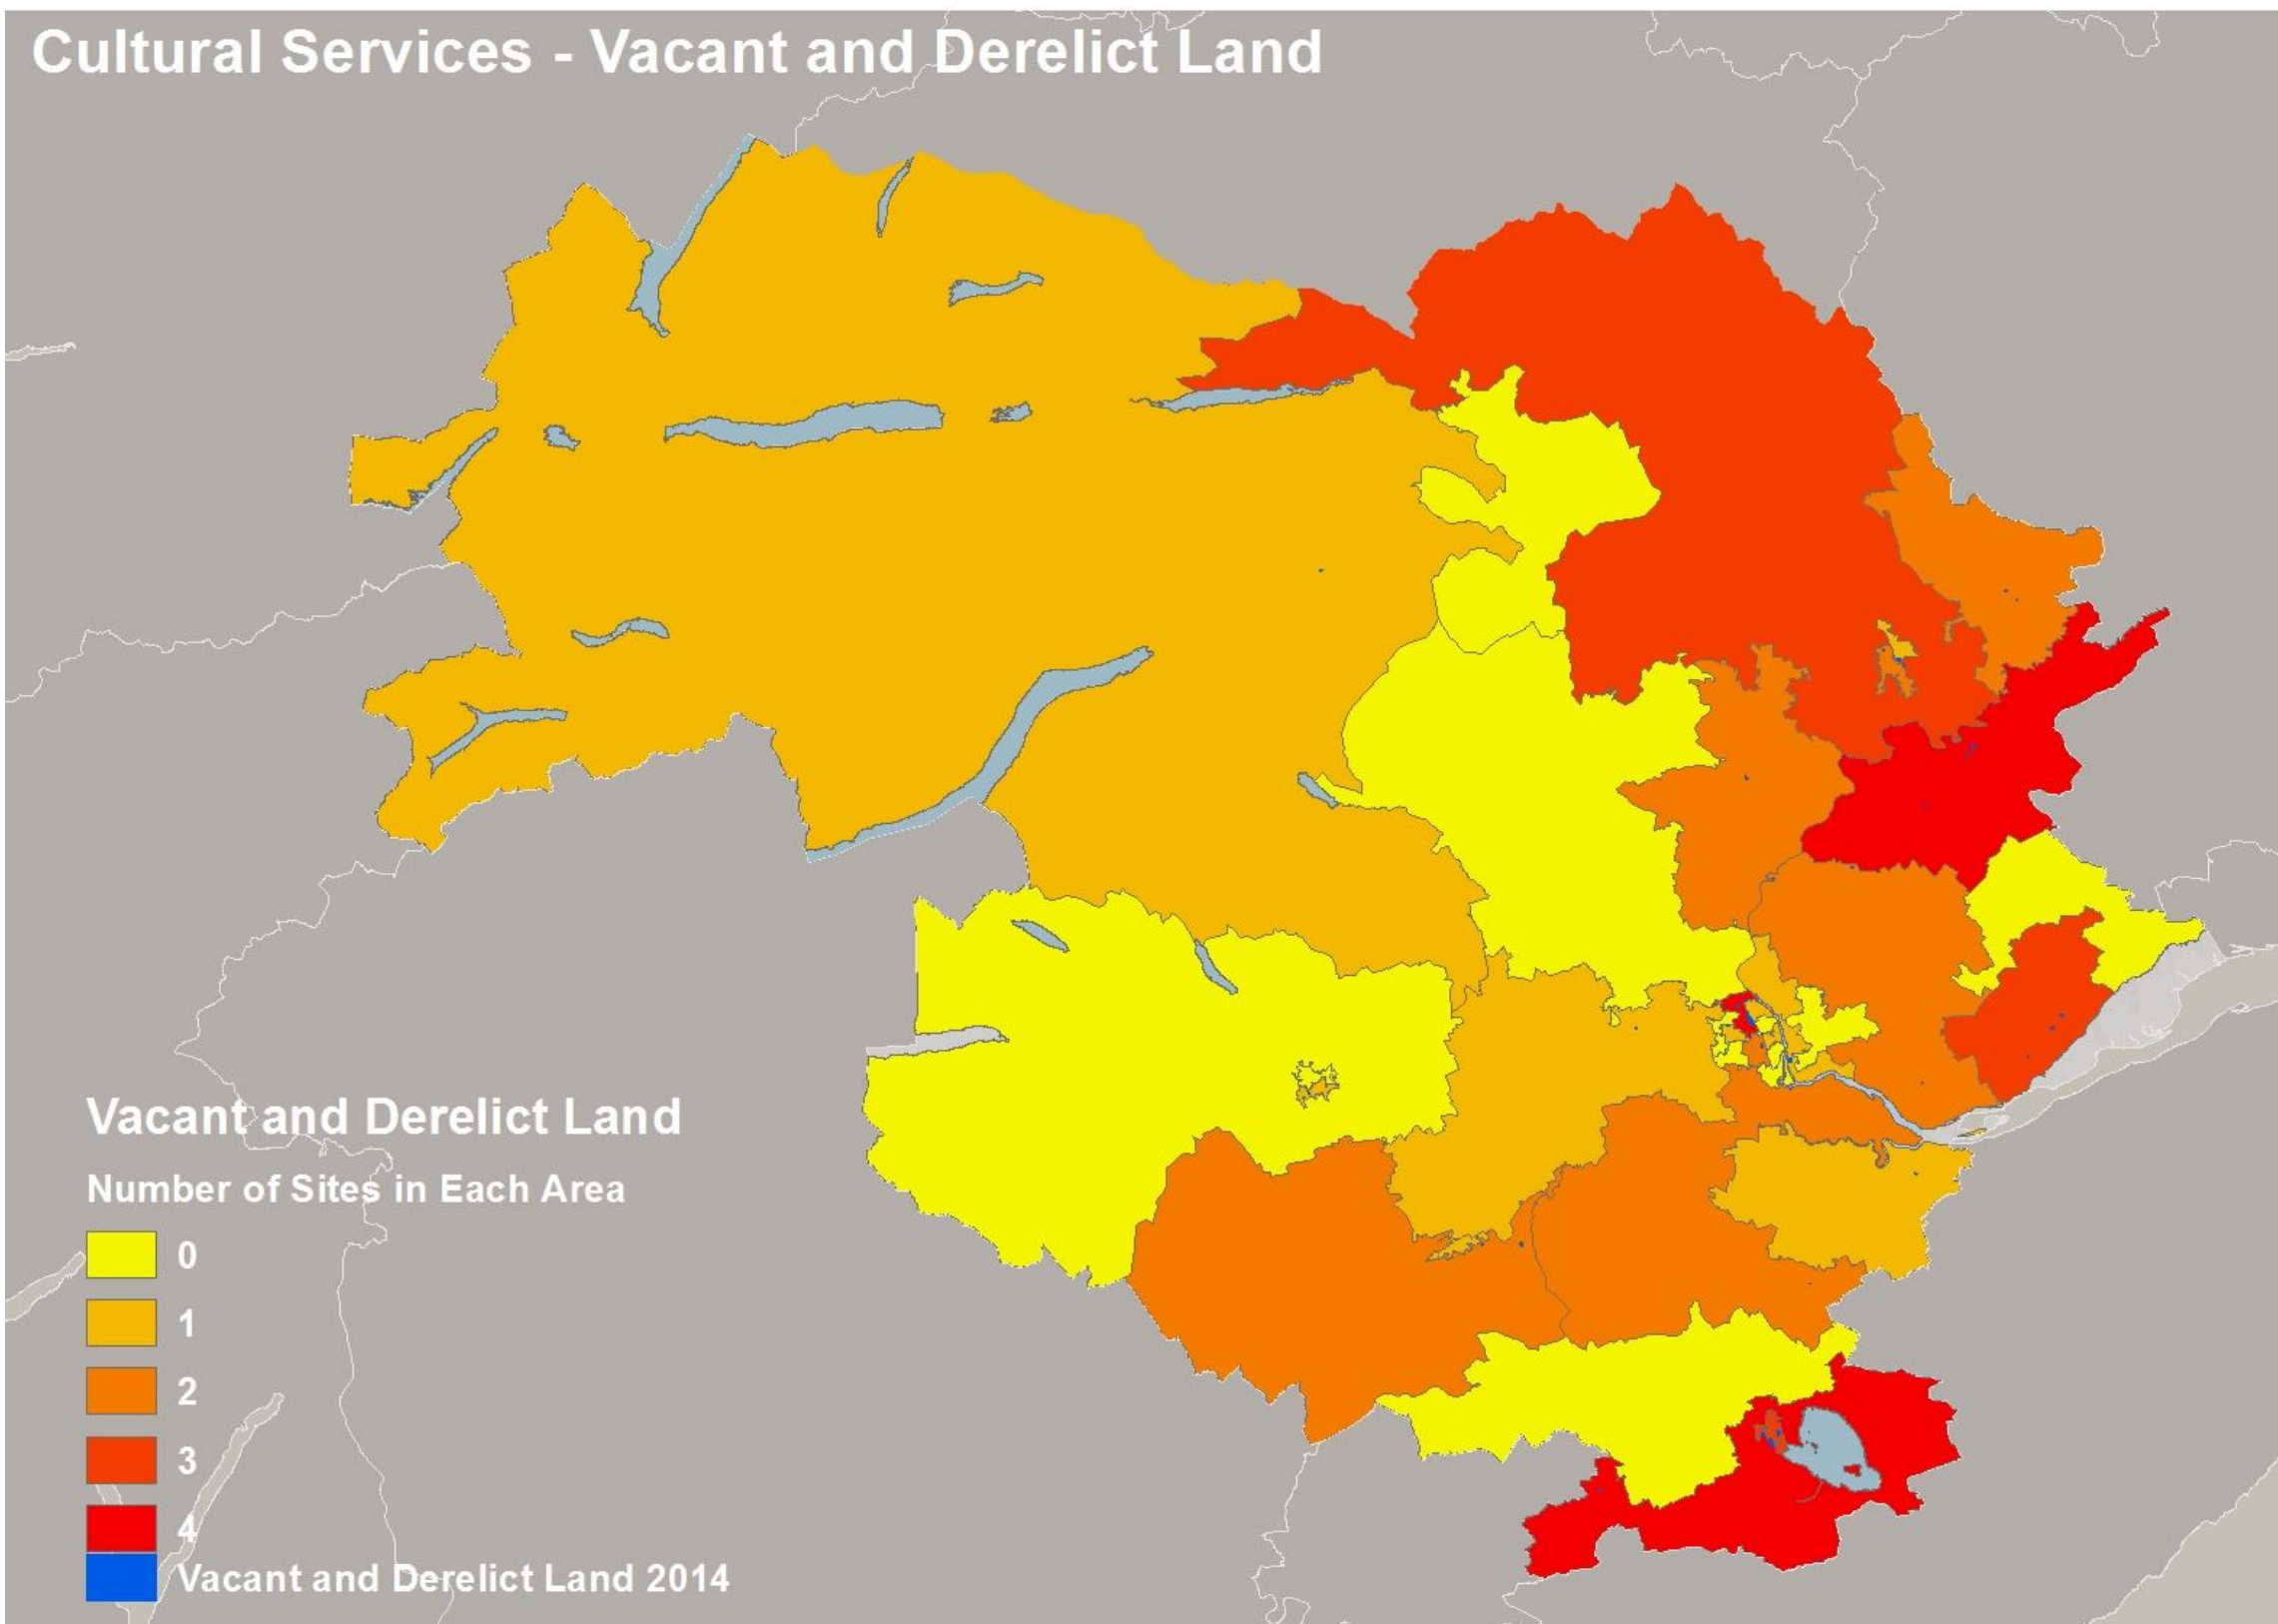 Cultural Services - Vacant and Derelict Land
Vacant and Derelict Land
Number of Sites in Each Area
0
1
2
3
4
Vacant and Derelict Land 2014